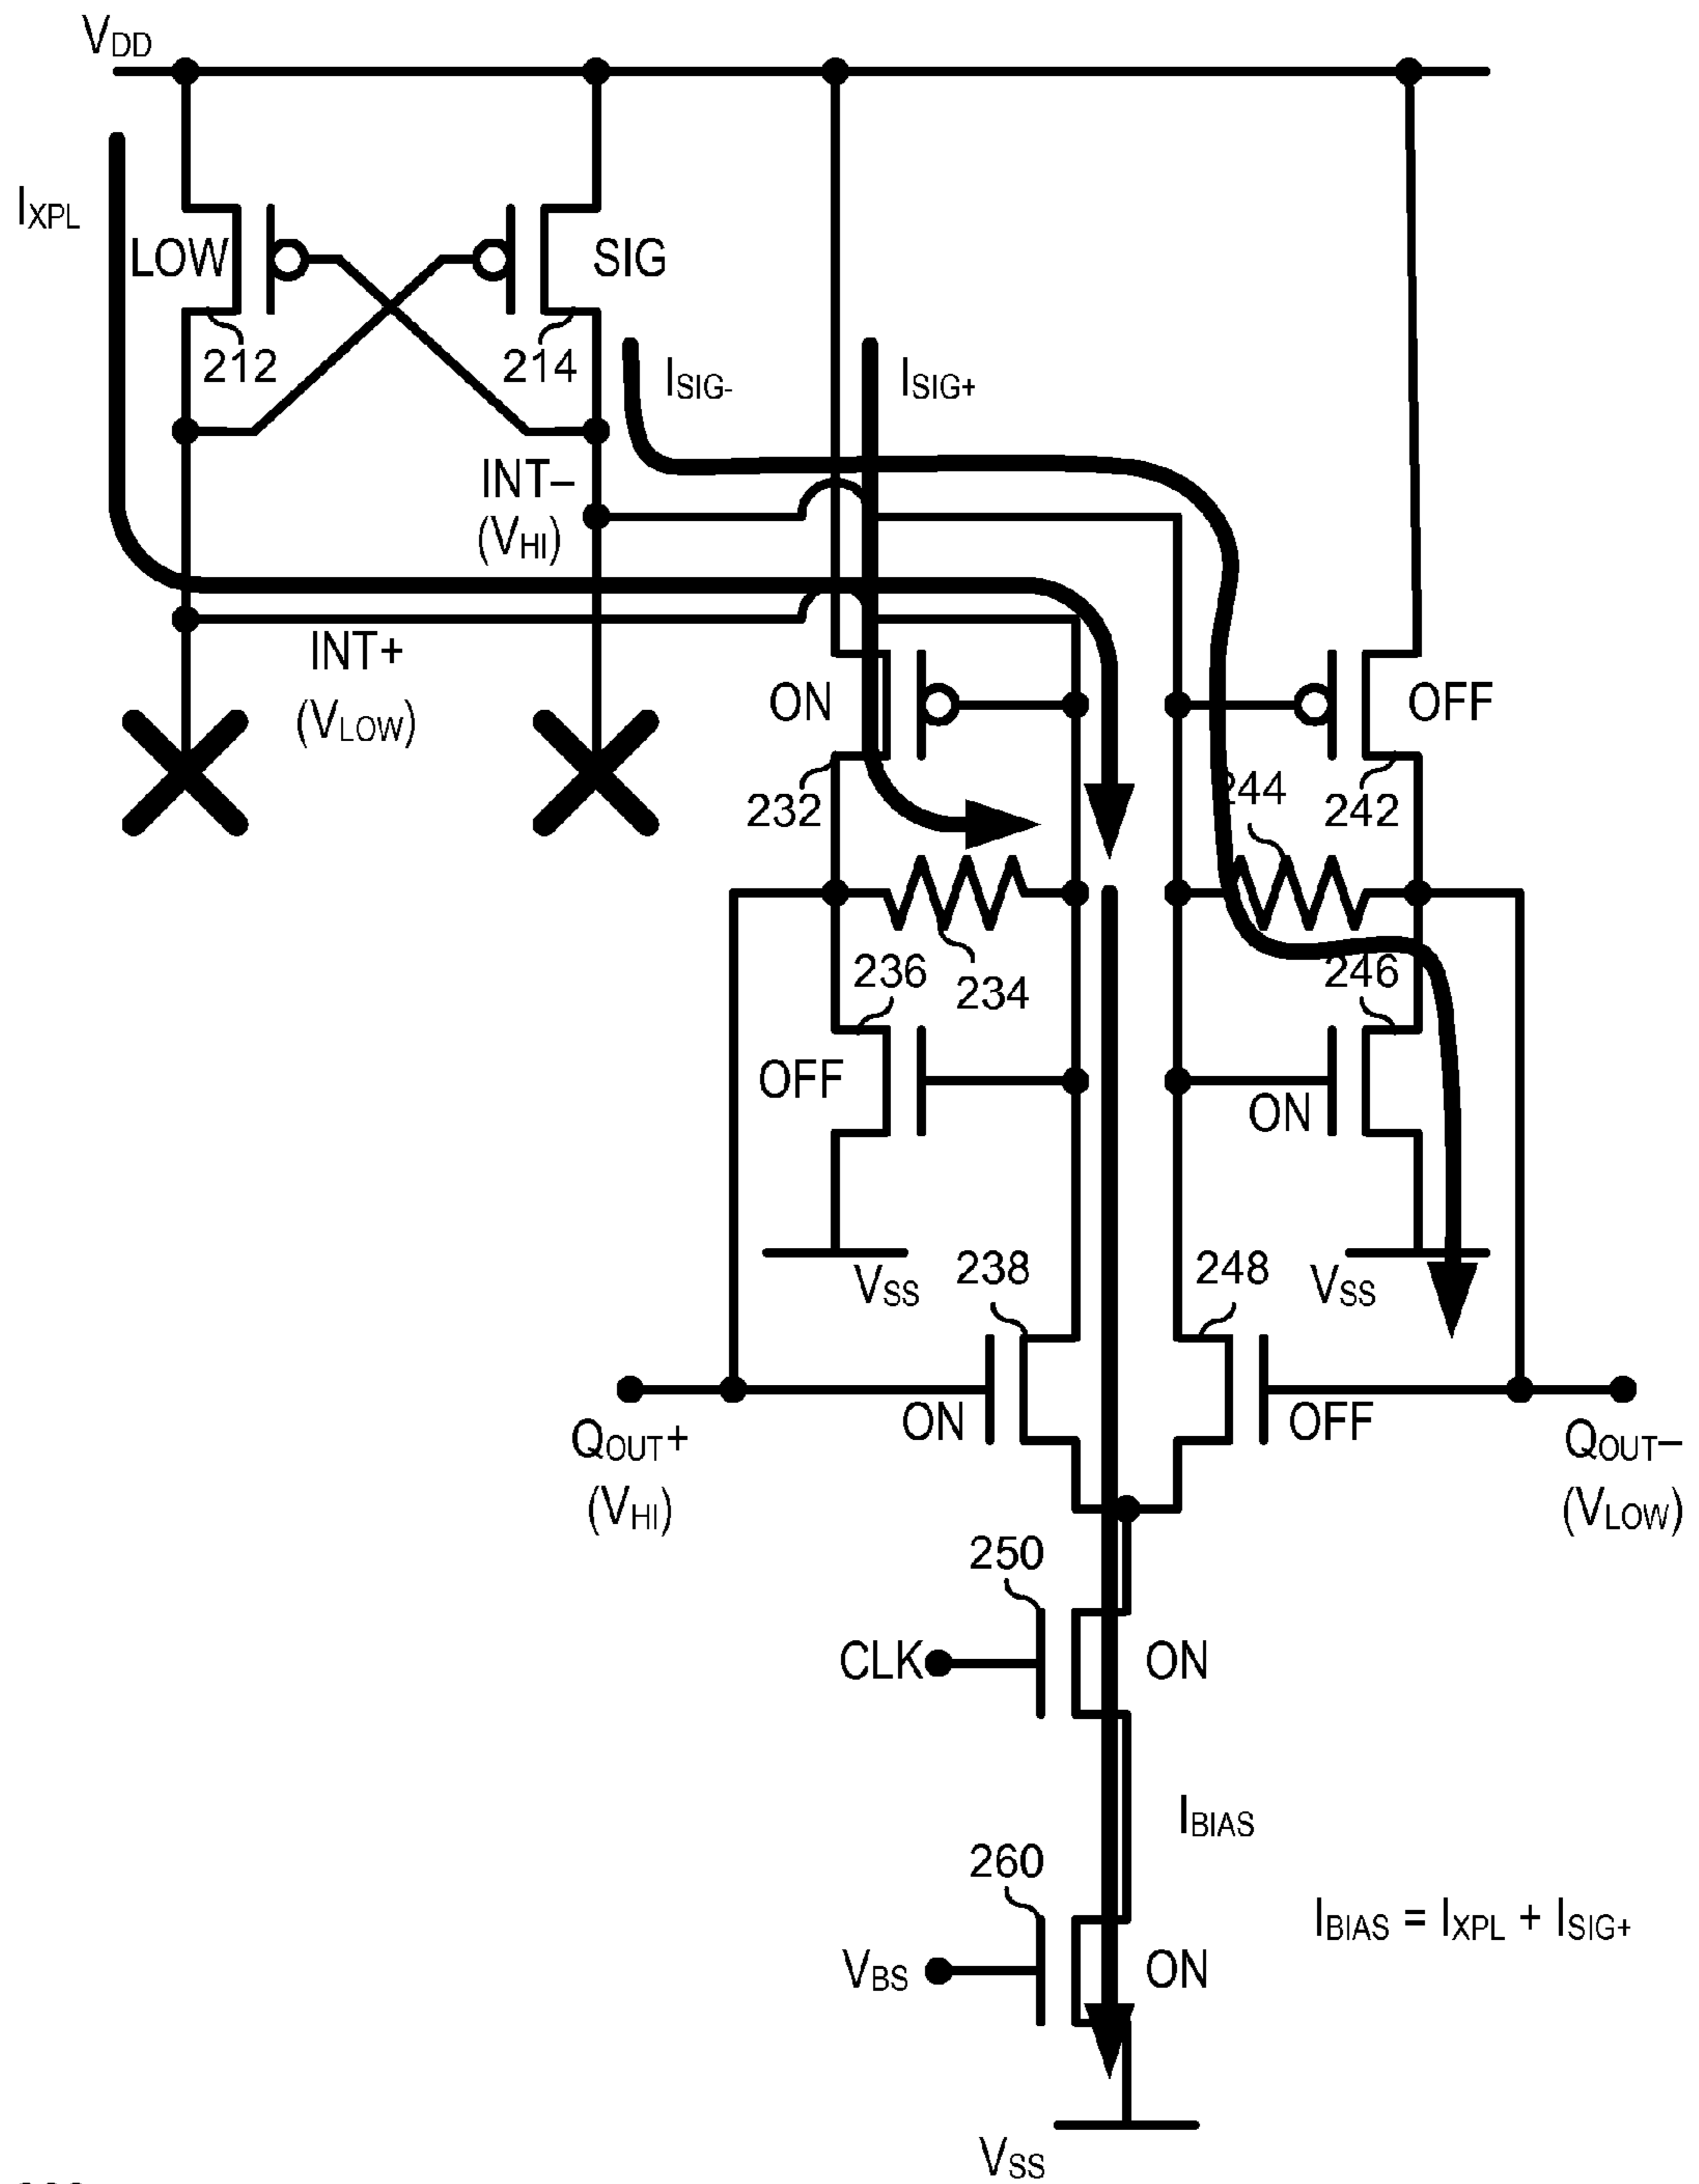 VDD
IXPL
LOW
SIG
212
214
ISIG-
ISIG+
INT–
(VHI)
INT+
(VLOW)
ON
OFF
232
244
242
236
234
246
OFF
ON
VSS
238
248
VSS
ON
OFF
QOUT+
(VHI)
QOUT–
(VLOW)
250
CLK
ON
IBIAS
260
IBIAS = IXPL + ISIG+
VBS
ON
VSS